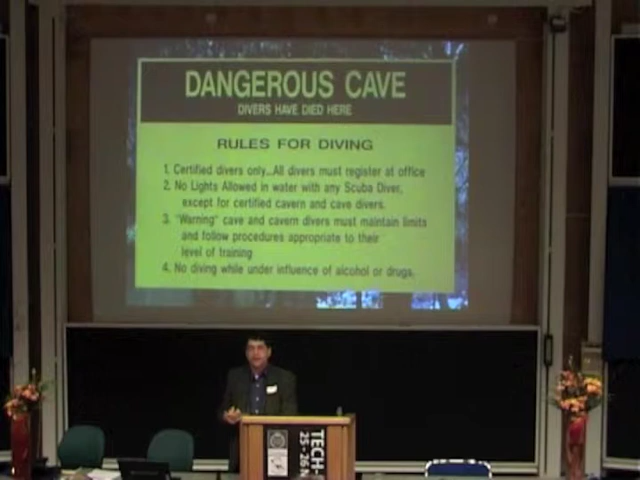 DANGEROUS CAVE
DIVERS HAVE DIED HERE
RULES FOR DIVING
1. Certified divers only...All divers must register at office
2. No Lights Allowed in water with any Scuba Diver,
except for certified cavern and cave divers.
3. "Warning" cave and cavern divers must maintain limits
and follow procedures appropriate to their
level of training
4. No diving while under influence of alcohol or drugs.
TECH-
25-26